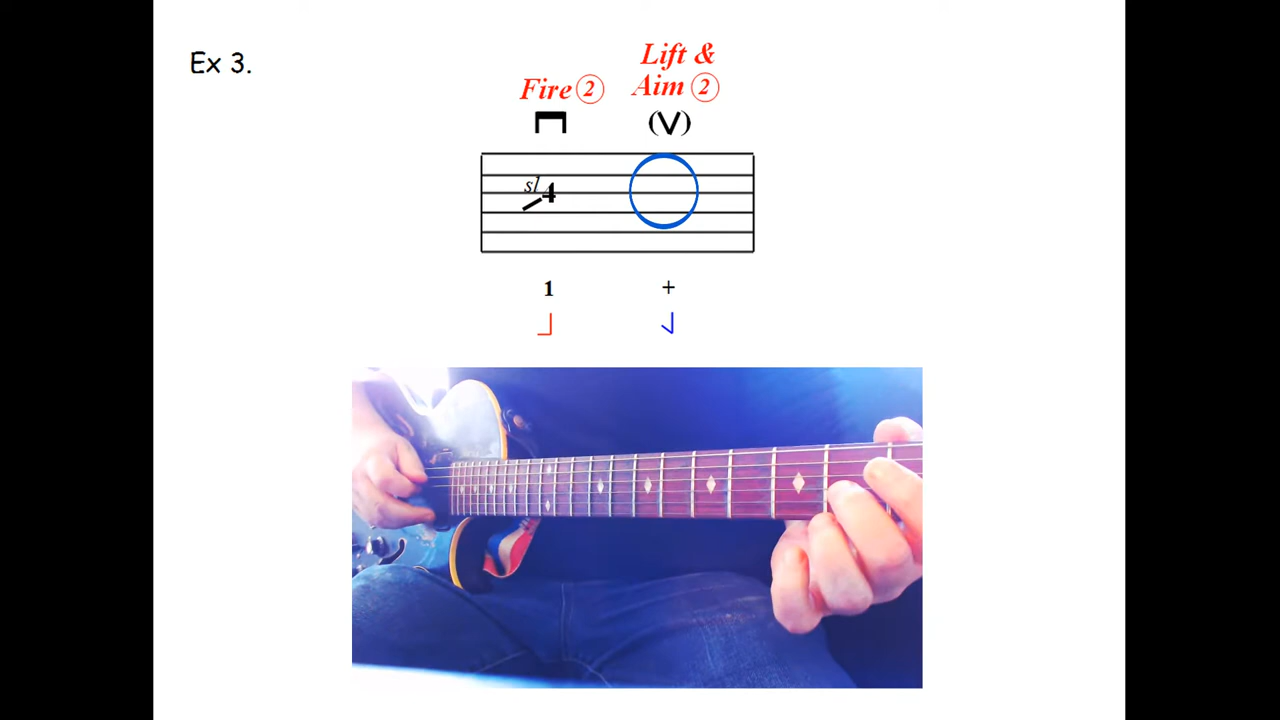 Ex 3.
Lift &
Fire ② Aim ②
(V)
sl 4
1 +